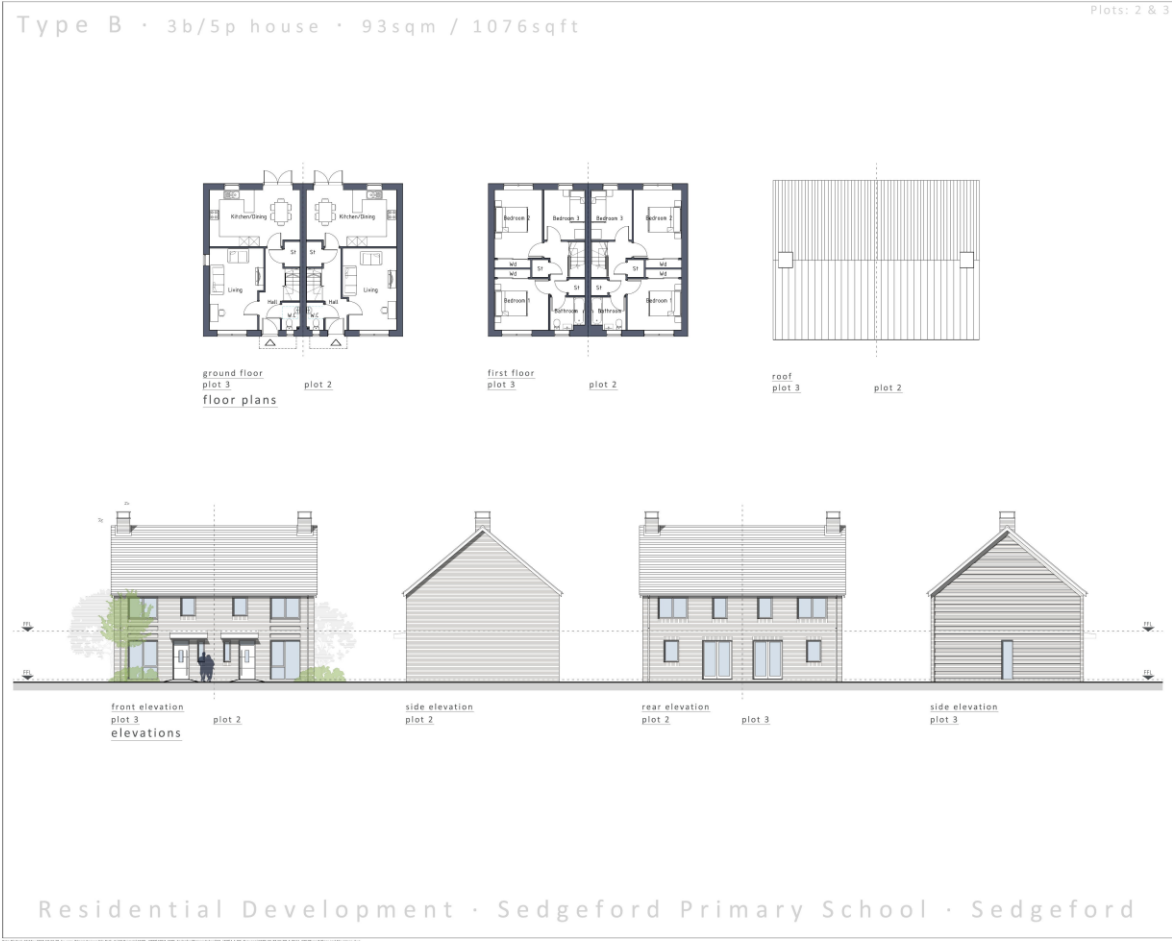 Type B · 3b/5p house · 93sqm / 1076sqft
Plots: 2 & 3
Kitchen/Dining
Kitchen/Dining
St
St
Living
Living
Hall
Hall
W.C
W.C
ground floor
plot 3
plot 2
floor plans
Bedroom 2
Bedroom 3
Bedroom 3
Bedroom 2
Wd
St
St
Wd
Wd
Wd
St
St
Bedroom 1
Bedroom 1
Bathroom
Bathroom
first floor
plot 3
plot 2
roof
plot 3
plot 2
FFL
FFL
FFL
FFL
front elevation
plot 3
plot 2
elevations
side elevation
plot 2
rear elevation
plot 2
plot 3
side elevation
plot 3
Residential Development · Sedgeford Primary School · Sedgeford